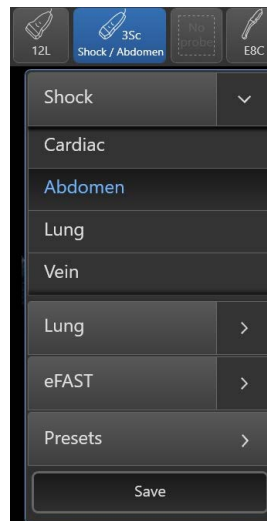 12L
3Sc
Shock / Abdomen
No
probe
E8C
Shock
Cardiac
Abdomen
Lung
Vein
Lung
eFAST
Presets
Save